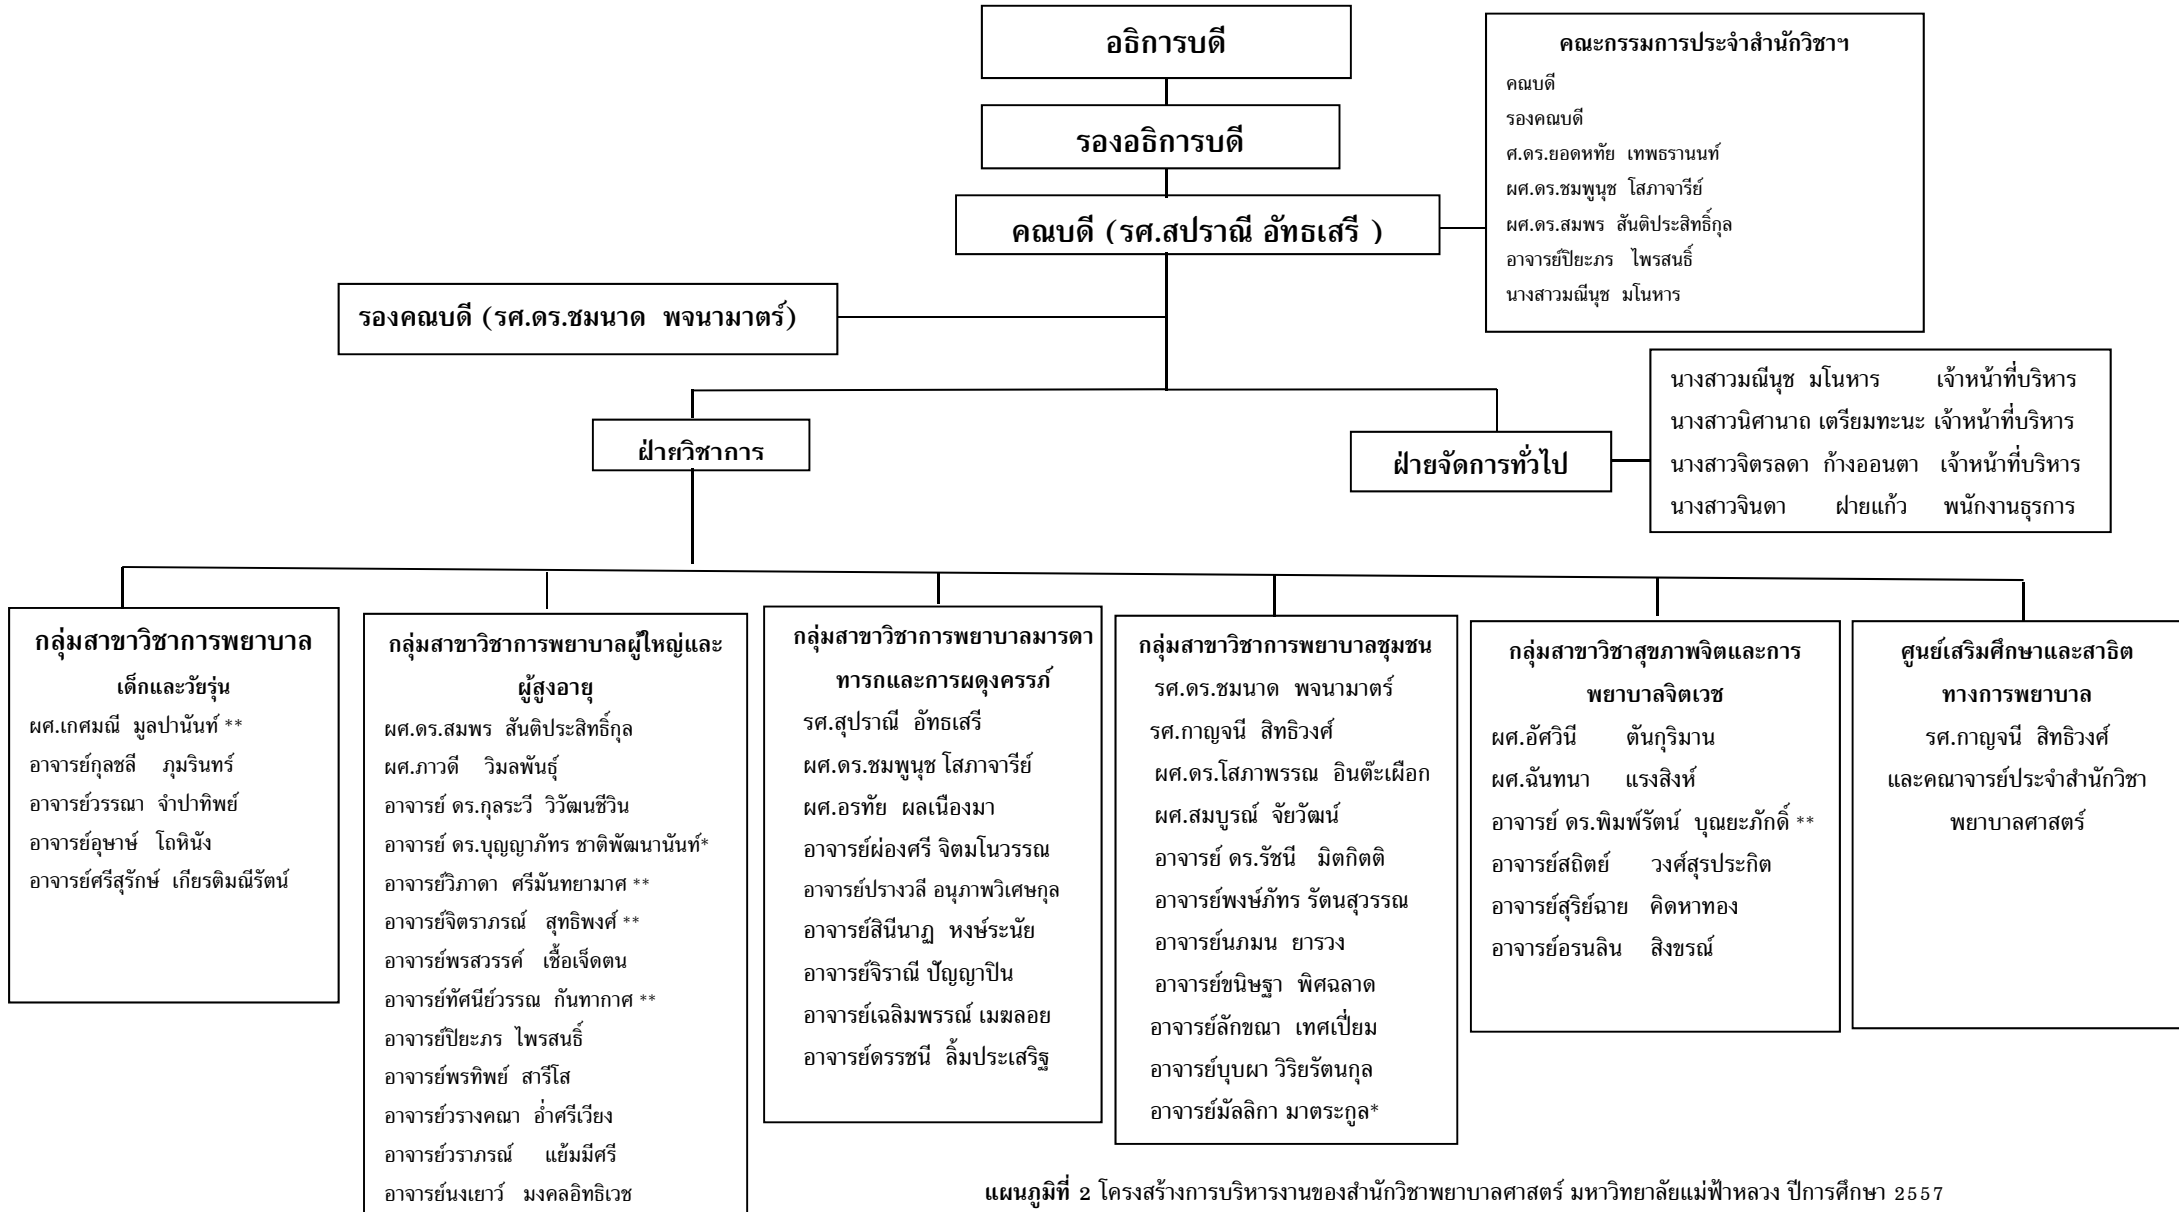 อธิการบดี
รองอธิการบดี
คณบดี (รศ.สปราณี อัทธเสรี )
คณะกรรมการประจำสำนักวิชาฯ
คณบดี
รองคณบดี
ศ.ดร.ยอดหทัย เทพธรานนท์
ผศ.ดร.ชมพูนุช โสภาจารีย์
ผศ.ดร.สมพร สันติประสิทธิ์กุล
อาจารย์ปิยะภร ไพรสนธิ์
นางสาวมณีนุช มโนหาร
รองคณบดี (รศ.ดร.ชมนาด พจนามาตร์)
ฝ่ายวิชาการ
ฝ่ายจัดการทั่วไป
นางสาวมณีนุช มโนหาร เจ้าหน้าที่บริหาร
นางสาวนิศานาถ เตรียมทะนะ เจ้าหน้าที่บริหาร
นางสาวจิตรลดา ก้างออนตา เจ้าหน้าที่บริหาร
นางสาวจินดา ฝายแก้ว พนักงานธุรการ
กลุ่มสาขาวิชาการพยาบาล
เด็กและวัยรุ่น
ผศ.เกศมณี มูลปานันท์ **
อาจารย์กุลชลี ภุมรินทร์
อาจารย์วรรณา จำปาทิพย์
อาจารย์อุษาษ์ โถหินัง
อาจารย์ศรีสุรักษ์ เกียรติมณีรัตน์
กลุ่มสาขาวิชาการพยาบาลผู้ใหญ่และ
ผู้สูงอายุ
ผศ.ดร.สมพร สันติประสิทธิ์กุล
ผศ.ภาวดี วิมลพันธุ์
อาจารย์ ดร.กุลระวี วิวัฒนชีวิน
อาจารย์ ดร.บุญญาภัทร ชาติพัฒนานันท์*
อาจารย์วิภาดา ศรีมันทยามาศ **
อาจารย์จิตราภรณ์ สุทธิพงศ์ **
อาจารย์พรสวรรค์ เชื้อเจ็ดตน
อาจารย์ทัศนีย์วรรณ กันทากาศ **
อาจารย์ปิยะภร ไพรสนธิ์
อาจารย์พรทิพย์ สารีโส
อาจารย์วรางคณา อ่ำศรีเวียง
อาจารย์วราภรณ์ แย้มมีศรี
อาจารย์นงเยาว์ มงคลอิทธิเวช
กลุ่มสาขาวิชาการพยาบาลมารดา
ทารกและการผดุงครรภ์
รศ.สุปราณี อัทธเสรี
ผศ.ดร.ชมพูนุช โสภาจารีย์
ผศ.อรทัย ผลเนืองมา
อาจารย์ผ่องศรี จิตมโนวรรณ
อาจารย์ปรางวลี อนุภาพวิเศษกุล
อาจารย์สินีนาฏ หงษ์ระนัย
อาจารย์จิราณี ปัญญาปิน
อาจารย์เฉลิมพรรณ์ เมฆลอย
อาจารย์ดรรชนี ลิ้มประเสริฐ
กลุ่มสาขาวิชาการพยาบาลชุมชน
รศ.ดร.ชมนาด พจนามาตร์
รศ.กาญจนี สิทธิวงศ์
ผศ.ดร.โสภาพรรณ อินต๊ะเผือก
ผศ.สมบูรณ์ จัยวัฒน์
อาจารย์ ดร.รัชนี มิตกิตติ
อาจารย์พงษ์ภัทร รัตนสุวรรณ
อาจารย์นภมน ยารวง
อาจารย์ขนิษฐา พิศฉลาด
อาจารย์ลักขณา เทศเปี่ยม
อาจารย์บุบผา วิริยรัตนกุล
อาจารย์มัลลิกา มาตระกูล*
กลุ่มสาขาวิชาสุขภาพจิตและการ
พยาบาลจิตเวช
ผศ.อัศวินี ตันกุริมาน
ผศ.ฉันทนา แรงสิงห์
อาจารย์ ดร.พิมพ์รัตน์ บุณยะภักดิ์ **
อาจารย์สถิตย์ วงศ์สุรประกิต
อาจารย์สุริย์ฉาย คิดหาทอง
อาจารย์อรนลิน สิงขรณ์
ศูนย์เสริมศึกษาและสาธิต
ทางการพยาบาล
รศ.กาญจนี สิทธิวงศ์
และคณาจารย์ประจำสำนักวิชา
พยาบาลศาสตร์
แผนภูมิที่ 2 โครงสร้างการบริหารงานของสำนักวิชาพยาบาลศาสตร์ มหาวิทยาลัยแม่ฟ้าหลวง ปีการศึกษา 2557